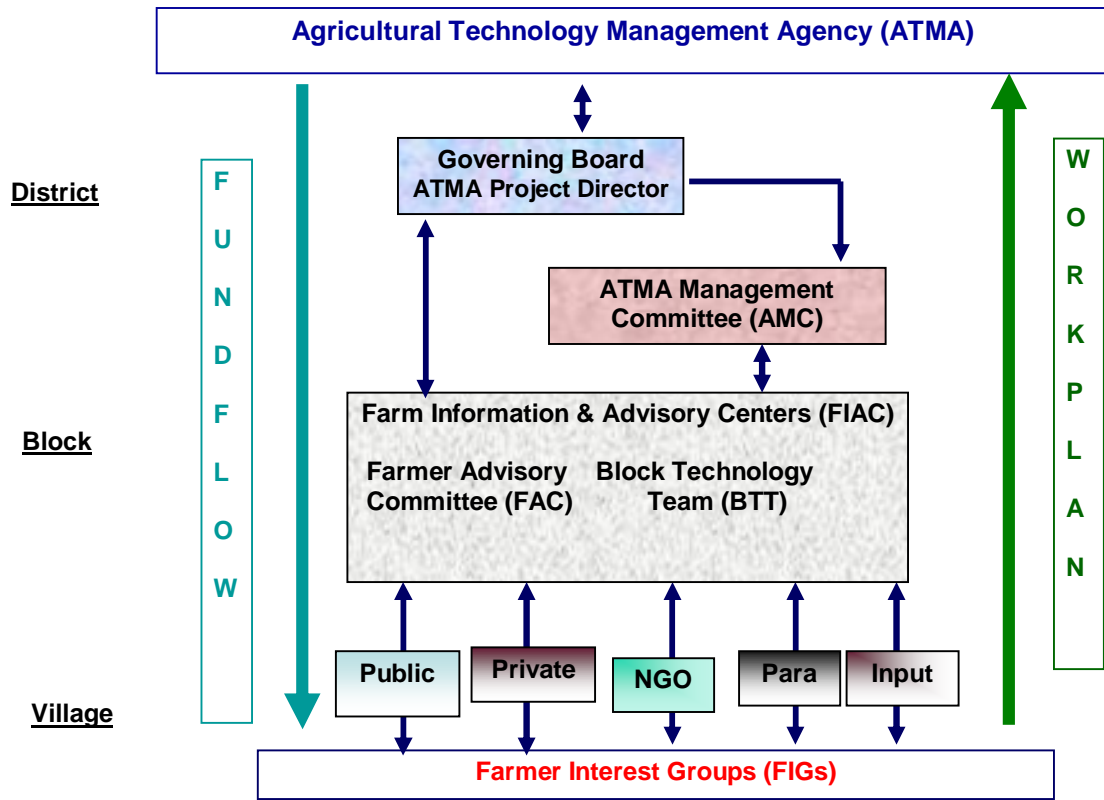 Agricultural Technology Management Agency (ATMA)
Governing Board
ATMA Project Director
District
F
U
N
D
F
L
O
W
W
O
R
K
P
L
A
N
ATMA Management
Committee (AMC)
Farm Information & Advisory Centers (FIAC)
Block
Farmer Advisory
Committee (FAC)
Block Technology
Team (BTT)
Public
Private
NGO
Para
Input
Village
Farmer Interest Groups (FIGs)